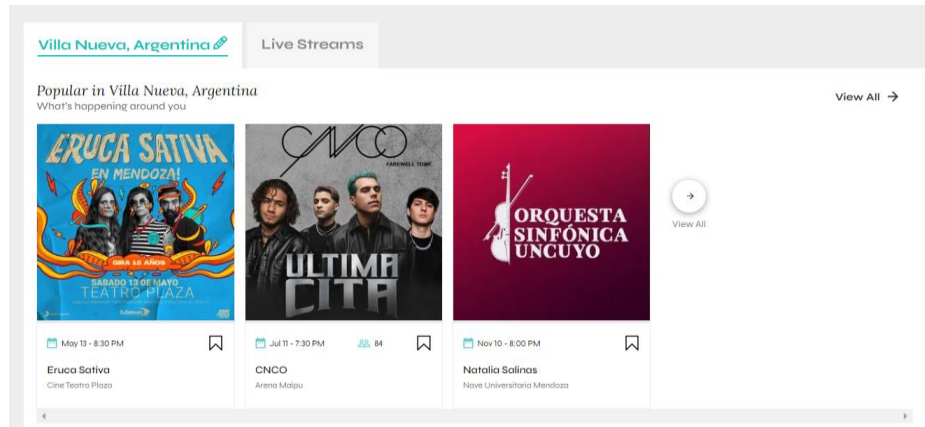 Villa Nueva, Argentina
Live Streams
Popular in Villa Nueva, Argentina
What's happening around you
View All
ERUCA SATIVA
EN MENDOZA!
GIRA 15 AÑOS
SABADO 13 DE MAYO
TEATRO PLAZA
CNCO
FAREWELL TOUR
ULTIMA
CITA
ORQUESTA
SINFÓNICA
UNCUYO
View All
May 13 - 8:30 PM
Eruca Sativa
Cine Teatro Plaza
Jul 11 - 7:30 PM
84
CNCO
Arena Maipu
Nov 10 - 8:00 PM
Natalia Salinas
Nave Universitaria Mendoza